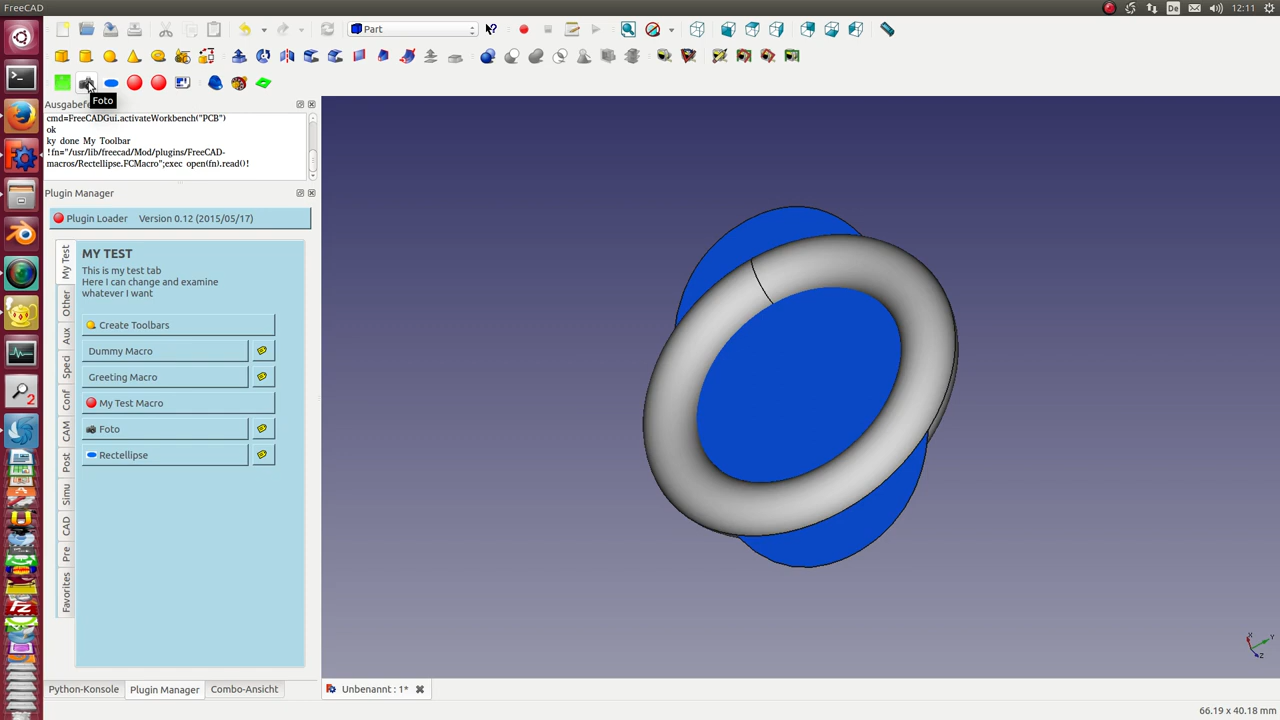 FreeCAD
De
12:11
Part
Foto
Ausgabefe
cmd=FreeCADGui.activateWorkbench("PCB")
ok
ky done My Toolbar
!fn="/usr/lib/freecad/Mod/plugins/FreeCAD-
macros/Rectellipse.FCMacro";exec open(fn).read()!
Plugin Manager
Plugin Loader Version 0.12 (2015/05/17)
My Test
Other
Aux
Sped
Conf
CAM
Post
Simu
CAD
Pre
Favorites
MY TEST
This is my test tab
Here I can change and examine
whatever I want
Create Toolbars
Dummy Macro
Greeting Macro
My Test Macro
Foto
Rectellipse
2
Fz
Python-Konsole
Plugin Manager
Combo-Ansicht
Unbenannt : 1*
X
Y
Z
66.19 x 40.18 mm